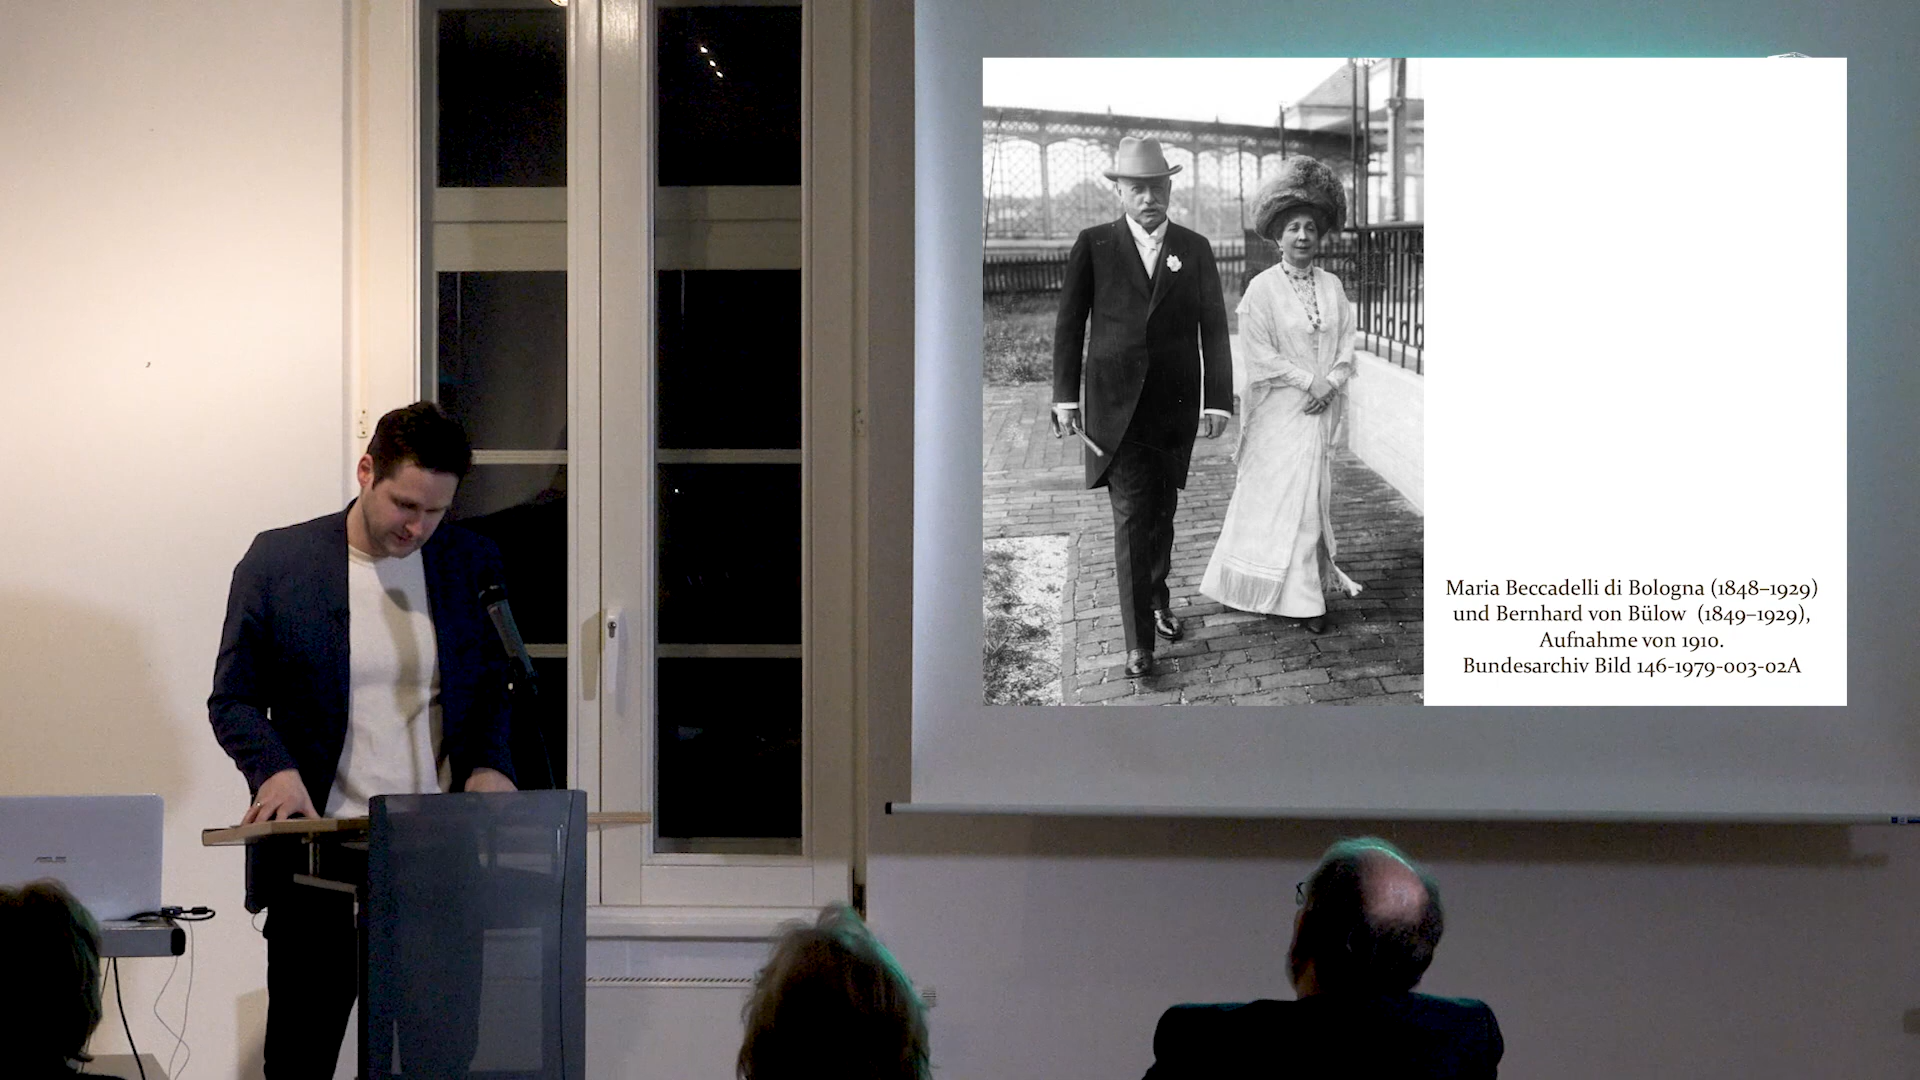 Maria Beccadelli di Bologna (1848–1929)
und Bernhard von Bülow (1849–1929),
Aufnahme von 1910.
Bundesarchiv Bild 146-1979-003-02A